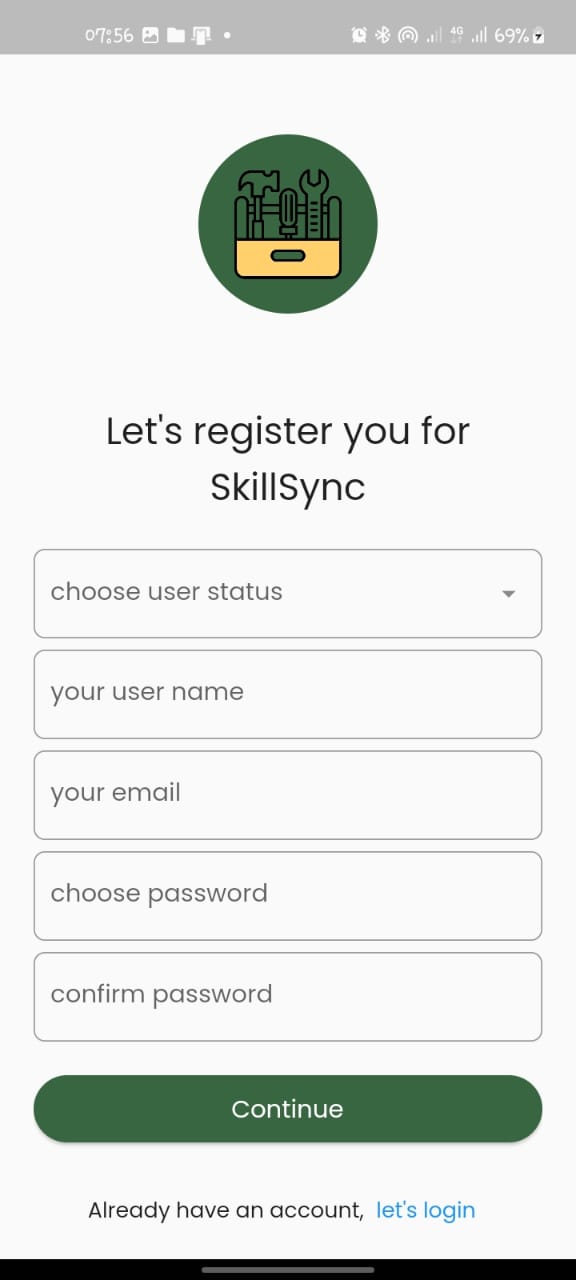 07:56
4G
69%
Let's register you for
SkillSync
choose user status
your user name
your email
choose password
confirm password
Continue
Already have an account, let's login